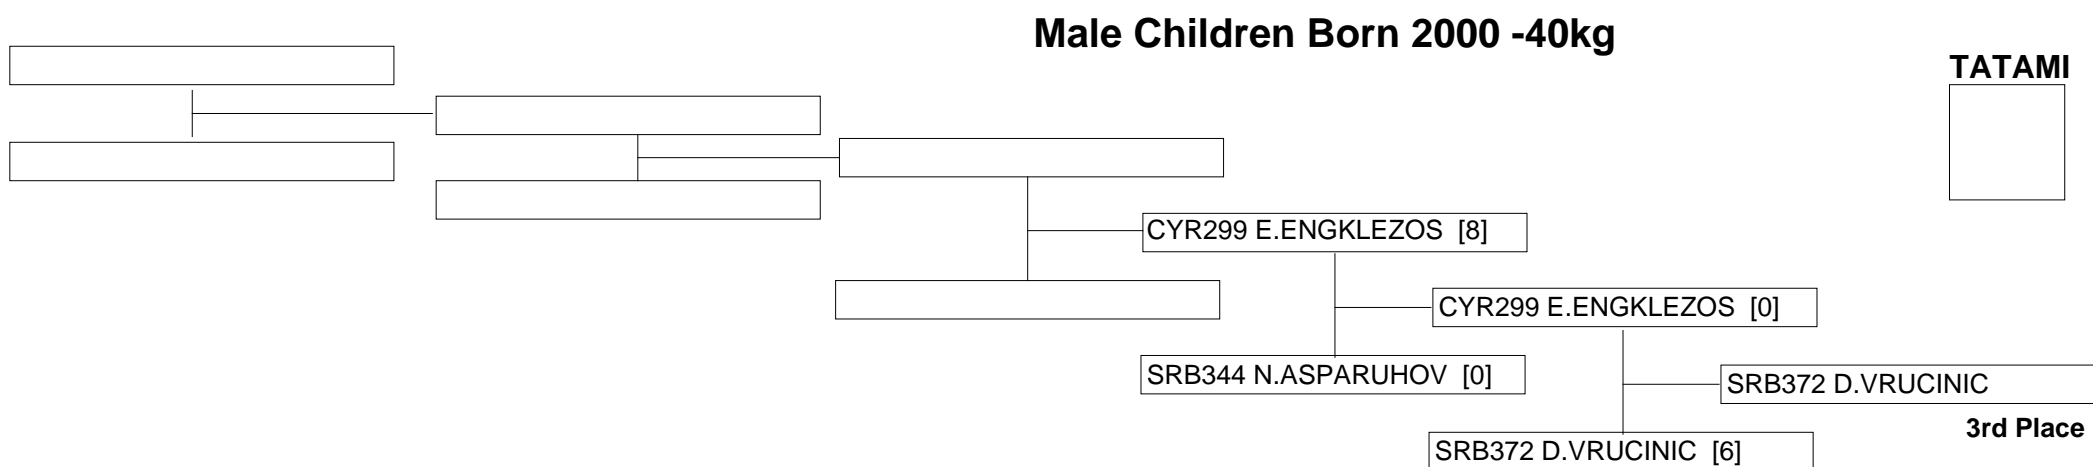 Male Children Born 2000 -40kg
TATAMI
CYR299 E.ENGKLEZOS [8]
CYR299 E.ENGKLEZOS [0]
SRB344 N.ASPARUHOV [0]
SRB372 D.VRUCINIC
3rd Place
SRB372 D.VRUCINIC [6]